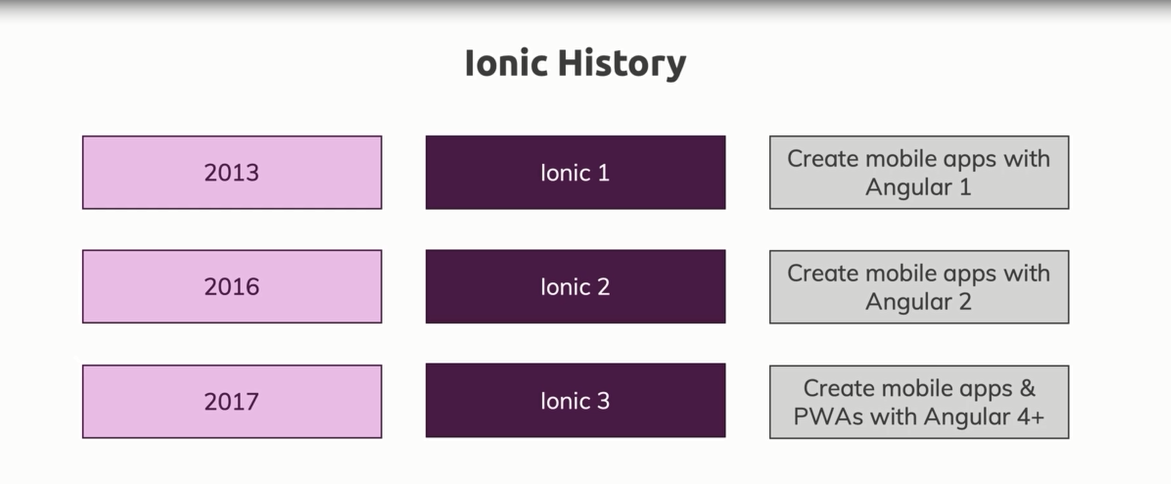 Ionic History
2013
Ionic 1
Create mobile apps with
Angular 1
2016
Ionic 2
Create mobile apps with
Angular 2
2017
Ionic 3
Create mobile apps &
PWAs with Angular 4+